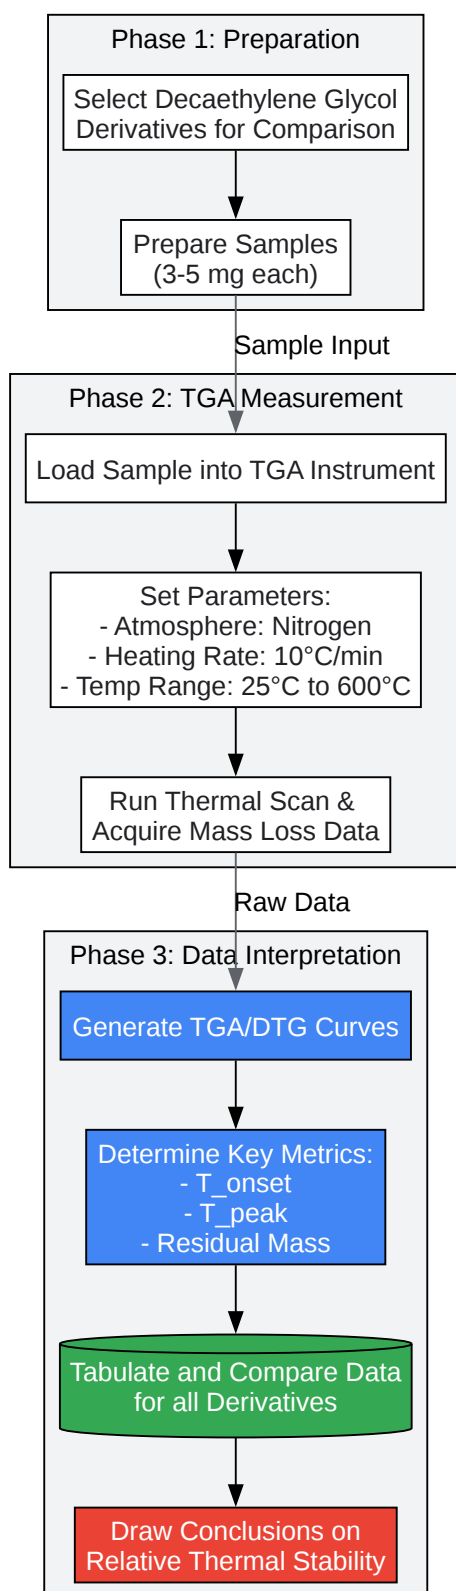 Phase 1: Preparation
Select Decaethylene Glycol
Derivatives for Comparison
Prepare Samples
(3-5 mg each)
Sample Input
Phase 2: TGA Measurement
Load Sample into TGA Instrument
Set Parameters:
- Atmosphere: Nitrogen
- Heating Rate: 10°C/min
- Temp Range: 25°C to 600°C
Run Thermal Scan &
Acquire Mass Loss Data
Raw Data
Phase 3: Data Interpretation
Generate TGA/DTG Curves
Determine Key Metrics:
- T_onset
- T_peak
- Residual Mass
Tabulate and Compare Data
for all Derivatives
Draw Conclusions on
Relative Thermal Stability